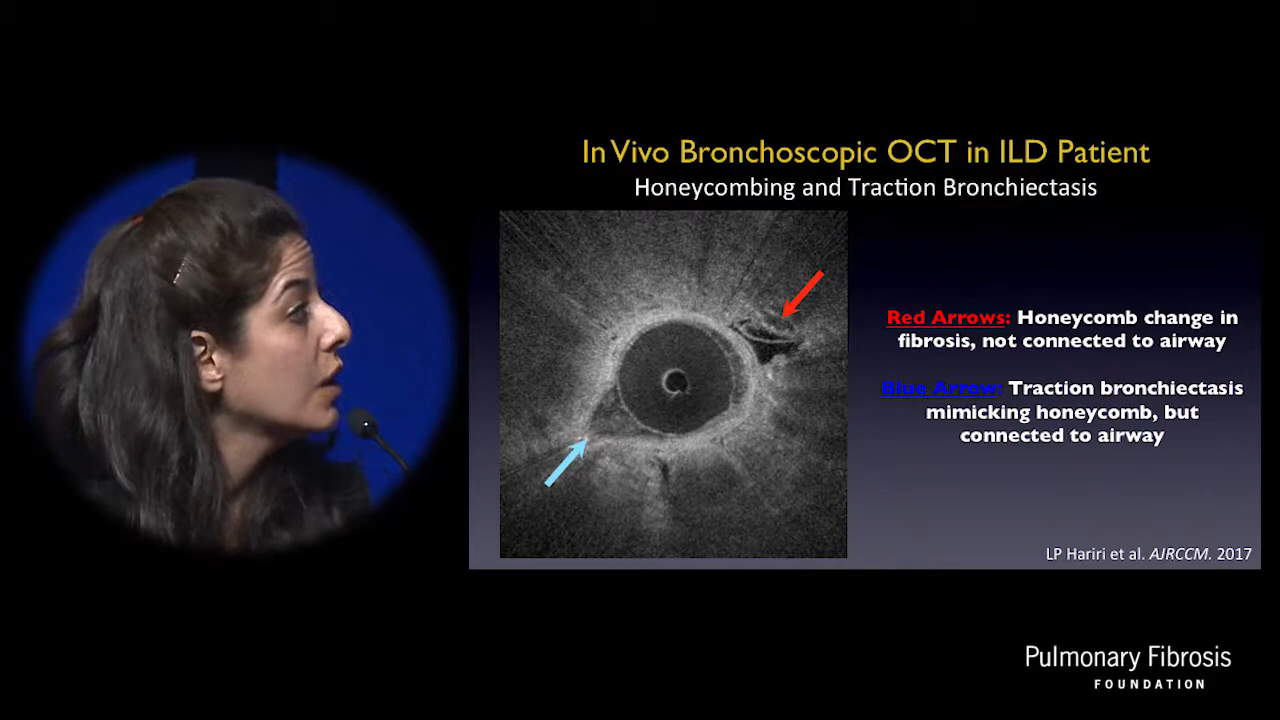 In Vivo Bronchoscopic OCT in ILD Patient
Honeycombing and Traction Bronchiectasis
Red Arrows: Honeycomb change in
fibrosis, not connected to airway
Blue Arrow: Traction bronchiectasis
mimicking honeycomb, but
connected to airway
LP Hariri et al. AJRCCM. 2017
Pulmonary Fibrosis
FOUNDATION